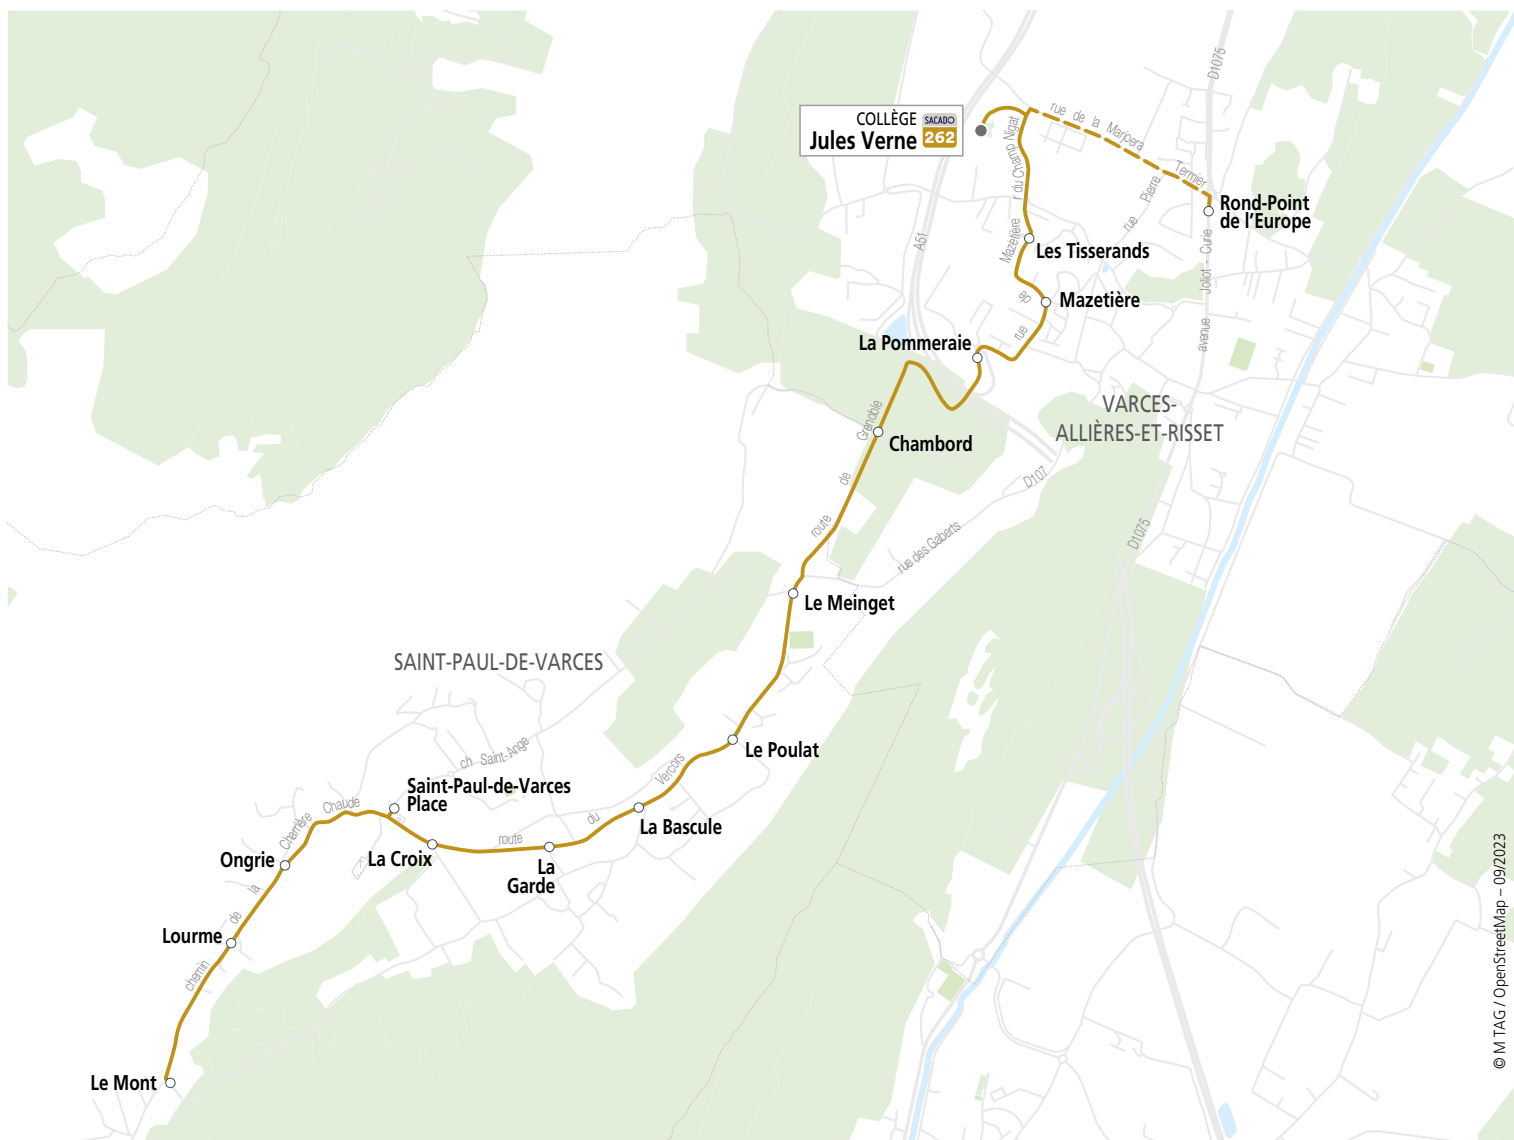 D1075
COLLÈGE
Jules Verne
SACADO
262
rue de la Marjoera
r du Champ Nigat
Termier
rue Pierre
Rond-Point
de l’Europe
A51
Mazetière
Les Tisserands
Joliot - Curie
avenue
de
Mazetière
rue
La Pommeraie
VARCES-
ALLIÈRES-ET-RISSET
Grenoble
Chambord
de
D107
route
rue des Gaberts
D1075
Le Meinget
SAINT-PAUL-DE-VARCES
Le Poulat
ch Saint-Ange
Vercors
Saint-Paul-de-Varces
Place
Chaude
du
La Bascule
Charrière
route
La Croix
Ongrie
La
Garde
la
de
Lourme
chemin
Le Mont
© M TAG / OpenStreetMap – 09/2023